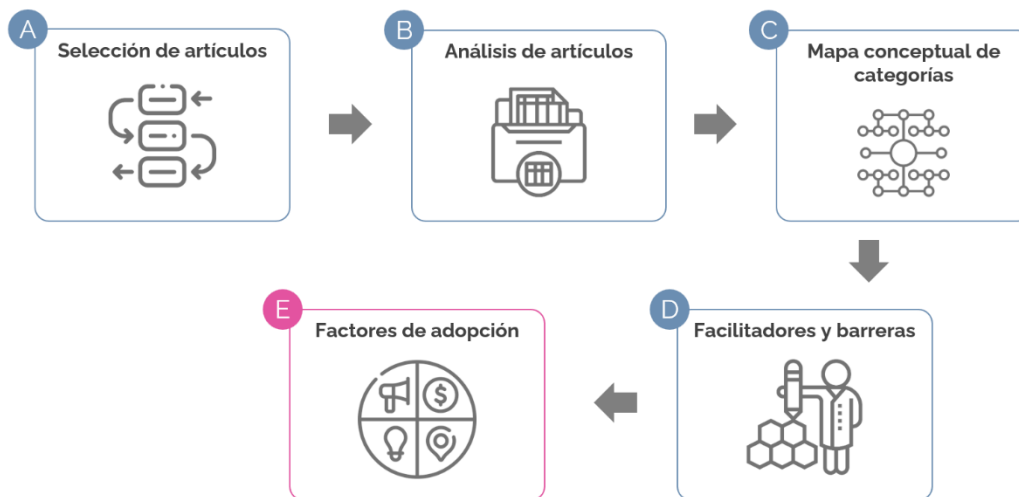 A
Selección de artículos
B
Análisis de artículos
C
Mapa conceptual de
categorías
D
Facilitadores y barreras
E
Factores de adopción
$